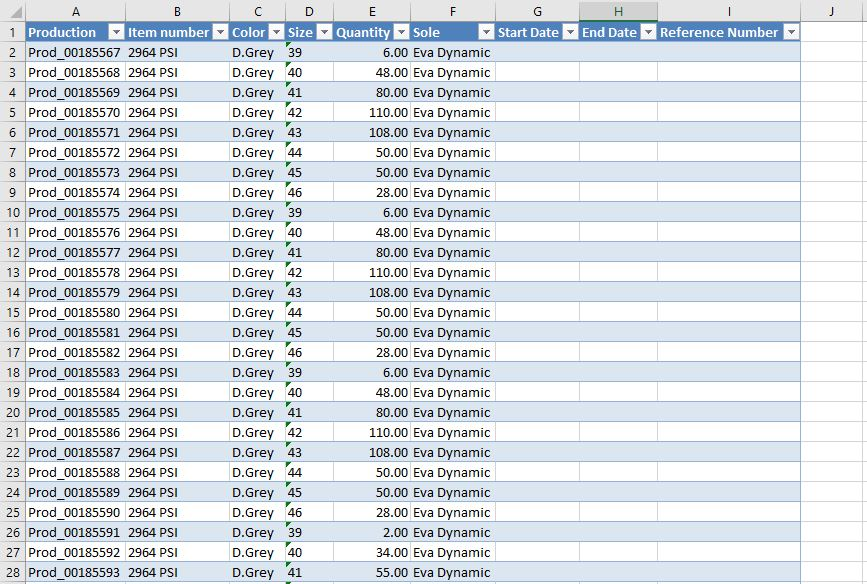 A B C D E F G H I J
1 Production Item number Color Size Quantity Sole Start Date End Date Reference Number
2 Prod_00185567 2964 PSI D.Grey 39 6.00 Eva Dynamic
3 Prod_00185568 2964 PSI D.Grey 40 48.00 Eva Dynamic
4 Prod_00185569 2964 PSI D.Grey 41 80.00 Eva Dynamic
5 Prod_00185570 2964 PSI D.Grey 42 110.00 Eva Dynamic
6 Prod_00185571 2964 PSI D.Grey 43 108.00 Eva Dynamic
7 Prod_00185572 2964 PSI D.Grey 44 50.00 Eva Dynamic
8 Prod_00185573 2964 PSI D.Grey 45 50.00 Eva Dynamic
9 Prod_00185574 2964 PSI D.Grey 46 28.00 Eva Dynamic
10 Prod_00185575 2964 PSI D.Grey 39 6.00 Eva Dynamic
11 Prod_00185576 2964 PSI D.Grey 40 48.00 Eva Dynamic
12 Prod_00185577 2964 PSI D.Grey 41 80.00 Eva Dynamic
13 Prod_00185578 2964 PSI D.Grey 42 110.00 Eva Dynamic
14 Prod_00185579 2964 PSI D.Grey 43 108.00 Eva Dynamic
15 Prod_00185580 2964 PSI D.Grey 44 50.00 Eva Dynamic
16 Prod_00185581 2964 PSI D.Grey 45 50.00 Eva Dynamic
17 Prod_00185582 2964 PSI D.Grey 46 28.00 Eva Dynamic
18 Prod_00185583 2964 PSI D.Grey 39 6.00 Eva Dynamic
19 Prod_00185584 2964 PSI D.Grey 40 48.00 Eva Dynamic
20 Prod_00185585 2964 PSI D.Grey 41 80.00 Eva Dynamic
21 Prod_00185586 2964 PSI D.Grey 42 110.00 Eva Dynamic
22 Prod_00185587 2964 PSI D.Grey 43 108.00 Eva Dynamic
23 Prod_00185588 2964 PSI D.Grey 44 50.00 Eva Dynamic
24 Prod_00185589 2964 PSI D.Grey 45 50.00 Eva Dynamic
25 Prod_00185590 2964 PSI D.Grey 46 28.00 Eva Dynamic
26 Prod_00185591 2964 PSI D.Grey 39 2.00 Eva Dynamic
27 Prod_00185592 2964 PSI D.Grey 40 34.00 Eva Dynamic
28 Prod_00185593 2964 PSI D.Grey 41 55.00 Eva Dynamic